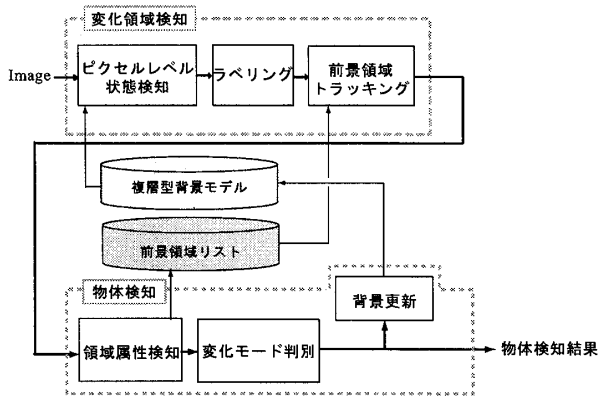 変化領域検知
Image
ピクセルレベル
状態検知
ラベリング
前景領域
トラッキング
複層型背景モデル
前景領域リスト
物体検知
背景更新
領域属性検知
変化モード判別
物体検知結果